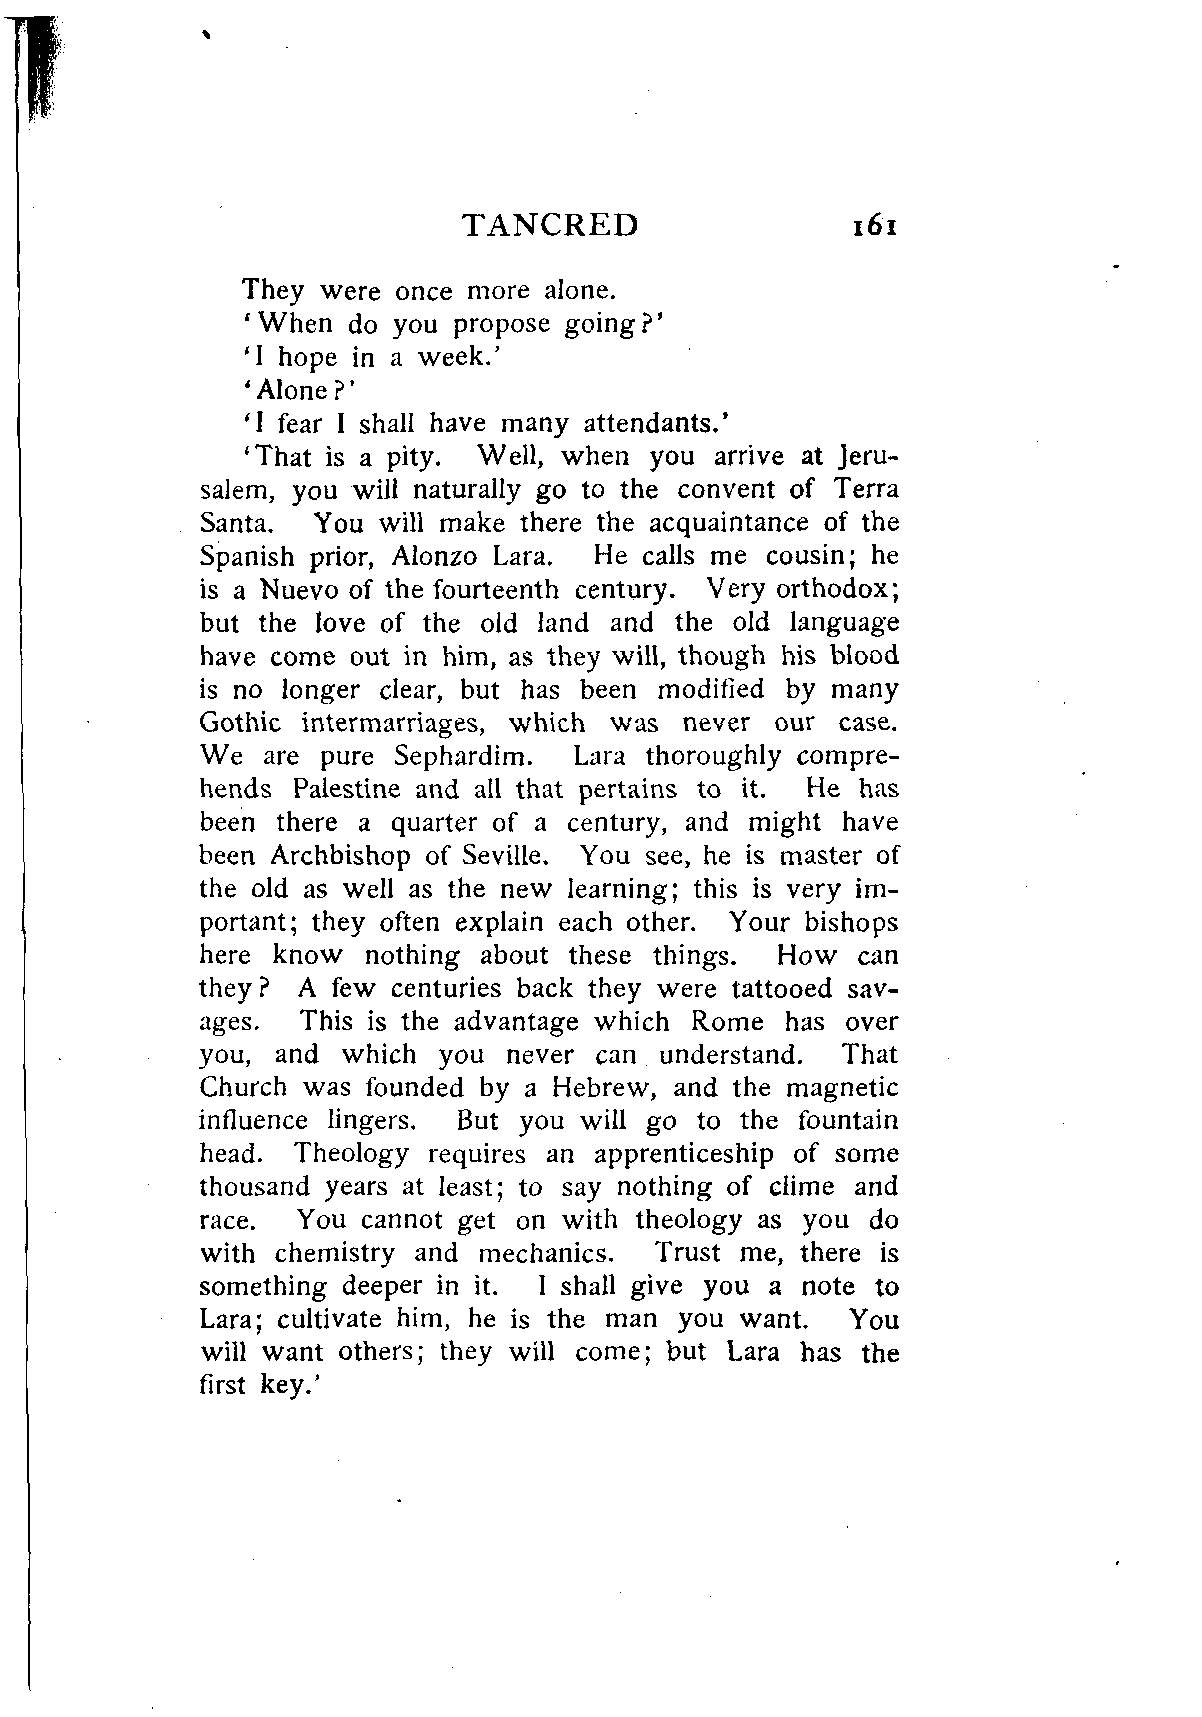 TANCRED 161
They were once more alone.
'When do you propose going?'
'I hope in a week.'
'Alone?'
'I fear I shall have many attendants.'
'That is a pity. Well, when you arrive at Jeru-
salem, you will naturally go to the convent of Terra
Santa. You will make there the acquaintance of the
Spanish prior, Alonzo Lara. He calls me cousin; he
is a Nuevo of the fourteenth century. Very orthodox;
but the love of the old land and the old language
have come out in him, as they will, though his blood
is no longer clear, but has been modified by many
Gothic intermarriages, which was never our case.
We are pure Sephardim. Lara thoroughly compre-
hends Palestine and all that pertains to it. He has
been there a quarter of a century, and might have
been Archbishop of Seville. You see, he is master of
the old as well as the new learning; this is very im-
portant; they often explain each other. Your bishops
here know nothing about these things. How can
they? A few centuries back they were tattooed sav-
ages. This is the advantage which Rome has over
you, and which you never can understand. That
Church was founded by a Hebrew, and the magnetic
influence lingers. But you will go to the fountain
head. Theology requires an apprenticeship of some
thousand years at least; to say nothing of clime and
race. You cannot get on with theology as you do
with chemistry and mechanics. Trust me, there is
something deeper in it. I shall give you a note to
Lara; cultivate him, he is the man you want. You
will want others; they will come; but Lara has the
first key.'